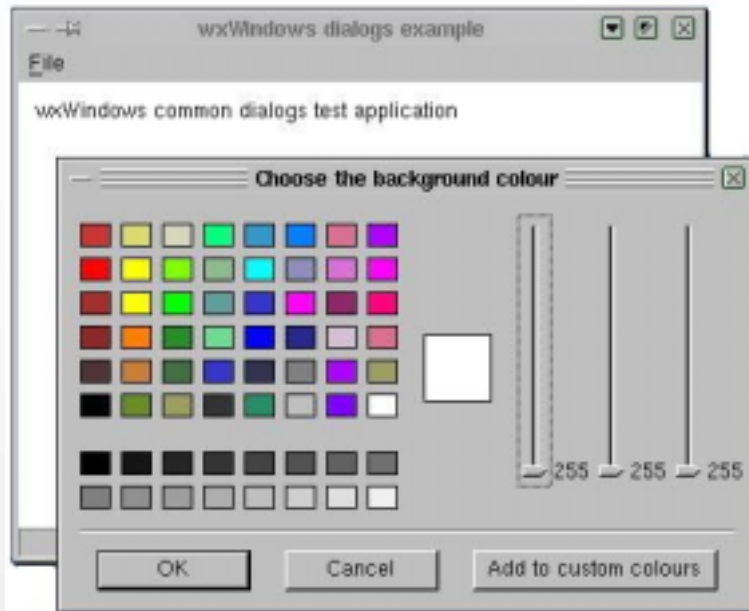 wxWindows dialogs example
File
wxWindows common dialogs test application
Choose the background colour
255 255 255
OK Cancel Add to custom colours